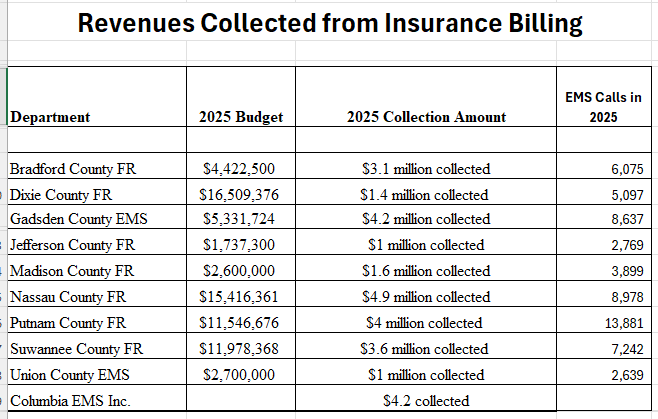 Revenues Collected from Insurance Billing
Department 2025 Budget 2025 Collection Amount EMS Calls in 2025
Bradford County FR $4,422,500 $3.1 million collected 6,075
Dixie County FR $16,509,376 $1.4 million collected 5,097
Gadsden County EMS $5,331,724 $4.2 million collected 8,637
Jefferson County FR $1,737,300 $1 million collected 2,769
Madison County FR $2,600,000 $1.6 million collected 3,899
Nassau County FR $15,416,361 $4.9 million collected 8,978
Putnam County FR $11,546,676 $4 million collected 13,881
Suwannee County FR $11,978,368 $3.6 million collected 7,242
Union County EMS $2,700,000 $1 million collected 2,639
Columbia EMS Inc. $4.2 collected